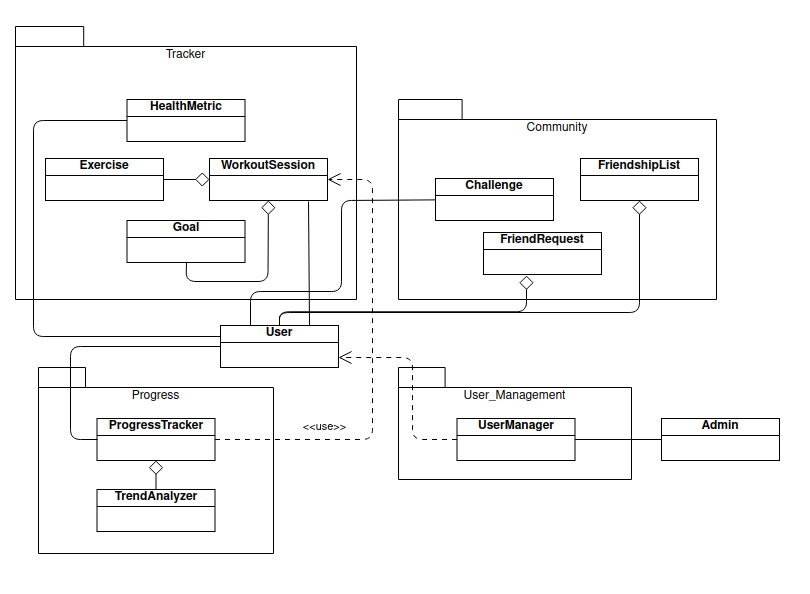 Tracker
HealthMetric
Exercise
WorkoutSession
Goal
Community
FriendshipList
Challenge
FriendRequest
User
Progress
ProgressTracker
<<use>>
TrendAnalyzer
User_Management
UserManager
Admin